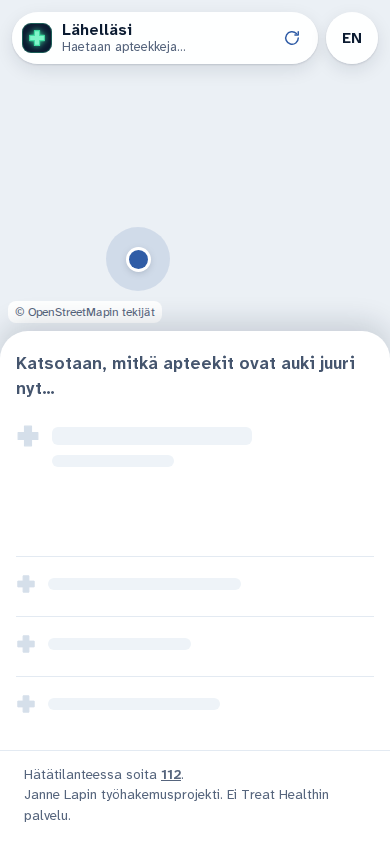 Lähelläsi
Haetaan apteekkeja…
EN
© OpenStreetMapin tekijät
Katsotaan, mitkä apteekit ovat auki juuri
nyt…
Hätätilanteessa soita 112.
Janne Lapin työhakemusprojekti. Ei Treat Healthin
palvelu.